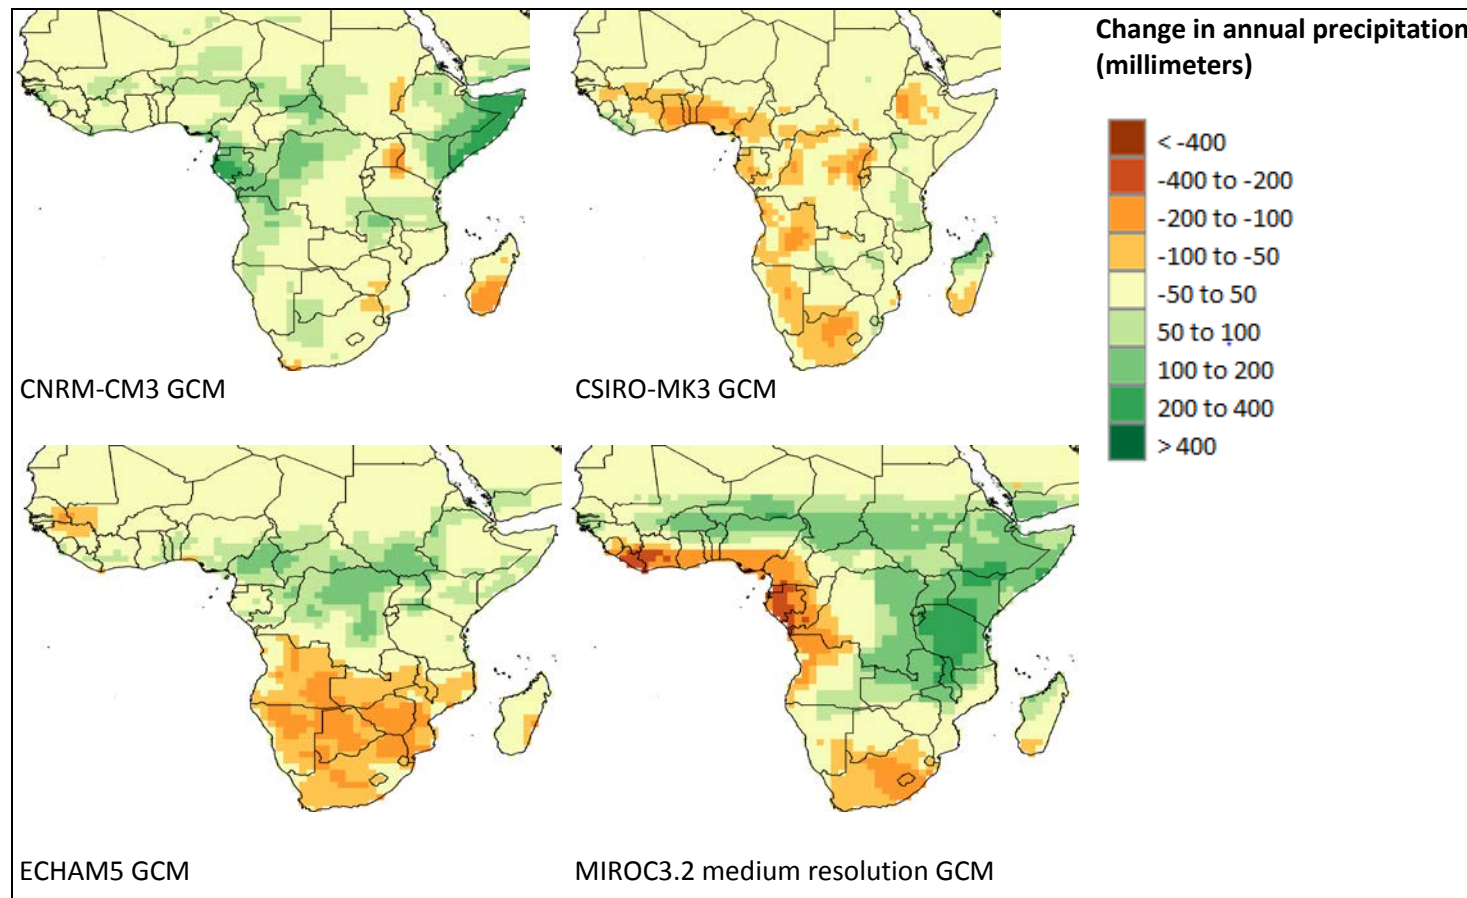 Change in annual precipitation
(millimeters)
< -400
-400 to -200
-200 to -100
-100 to -50
-50 to 50
50 to 100
100 to 200
200 to 400
> 400
CNRM-CM3 GCM
CSIRO-MK3 GCM
ECHAM5 GCM
MIROC3.2 medium resolution GCM